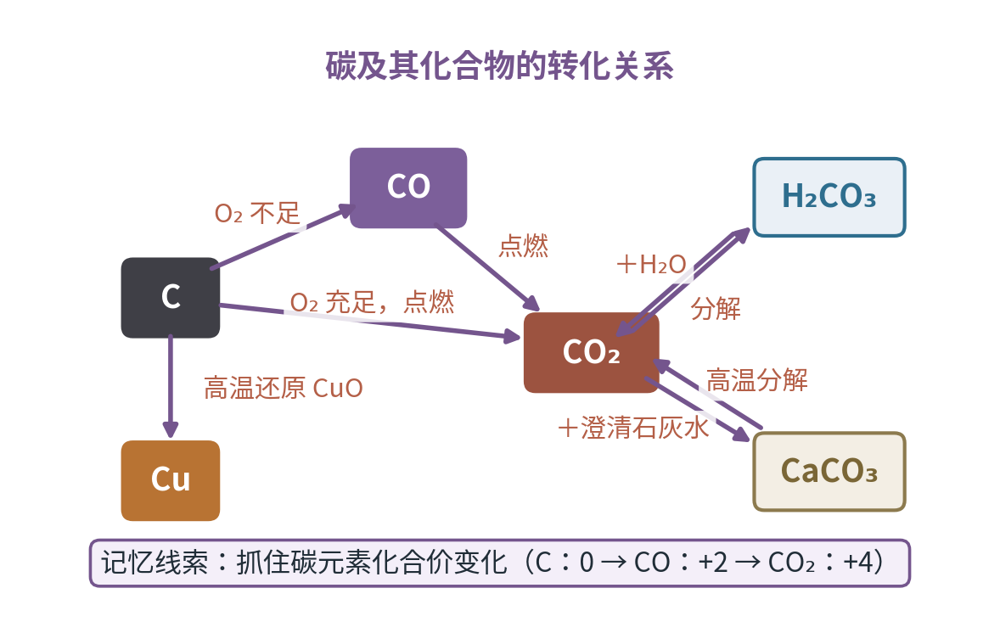 碳及其化合物的转化关系
CO
H₂CO₃
O₂ 不足
点燃
＋H₂O
C
O₂ 充足，点燃
分解
CO₂
高温还原 CuO
高温分解
＋澄清石灰水
Cu
CaCO₃
记忆线索：抓住碳元素化合价变化（C：0 → CO：+2 → CO₂：+4）